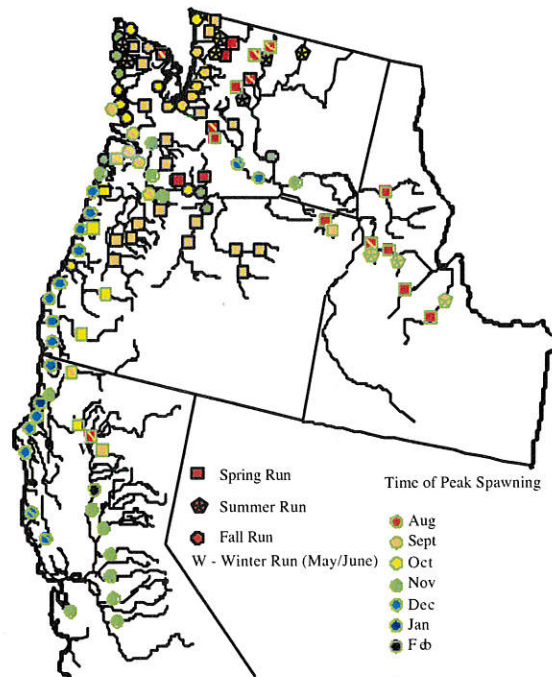 W
Spring Run
Summer Run
Fall Run
W - Winter Run (May/June)
Time of Peak Spawning
Aug
Sept
Oct
Nov
Dec
Jan
Feb